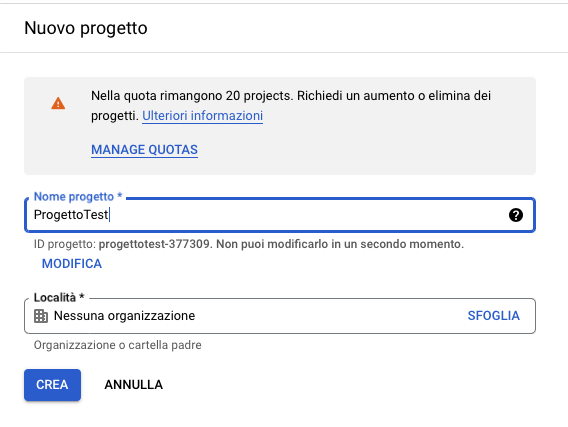 Nuovo progetto
Nella quota rimangono 20 projects. Richiedi un aumento o elimina dei
progetti. Ulteriori informazioni
MANAGE QUOTAS
Nome progetto *
ProgettoTest
ID progetto: progettotest-377309. Non puoi modificarlo in un secondo momento.
MODIFICA
Località *
Nessuna organizzazione SFOGLIA
Organizzazione o cartella padre
CREA ANNULLA